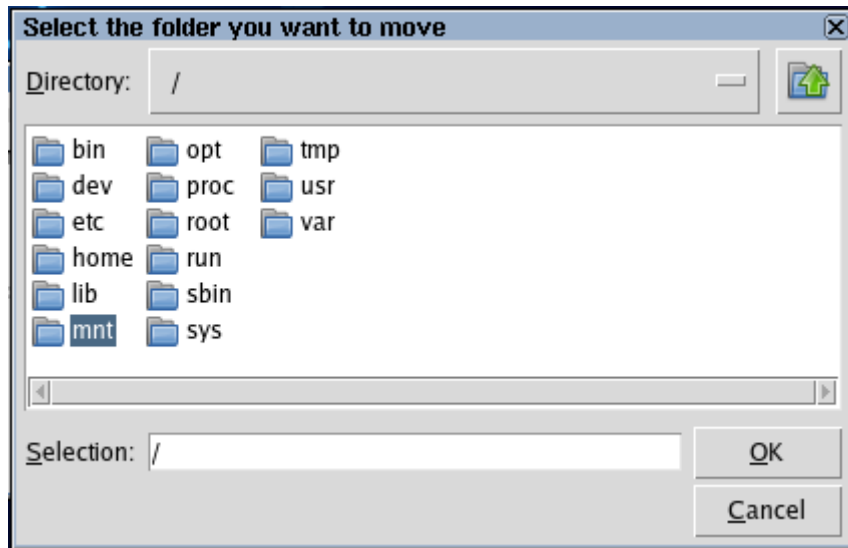 Select the folder you want to move
Directory: /
bin opt tmp
dev proc usr
etc root var
home run
lib sbin
mnt sys
Selection: / OK
Cancel